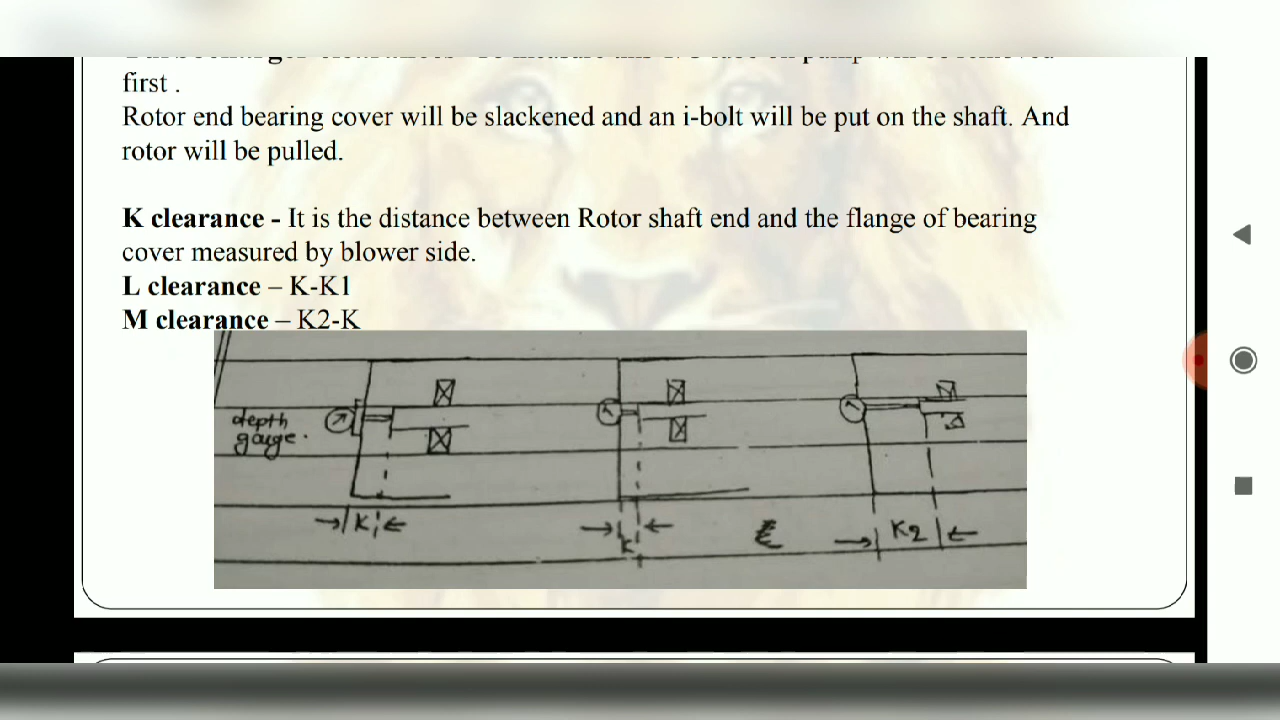 first .
Rotor end bearing cover will be slackened and an i-bolt will be put on the shaft. And
rotor will be pulled.
K clearance - It is the distance between Rotor shaft end and the flange of bearing
cover measured by blower side.
L clearance – K-K1
M clearance – K2-K
depth
gauge.
K
K
K2